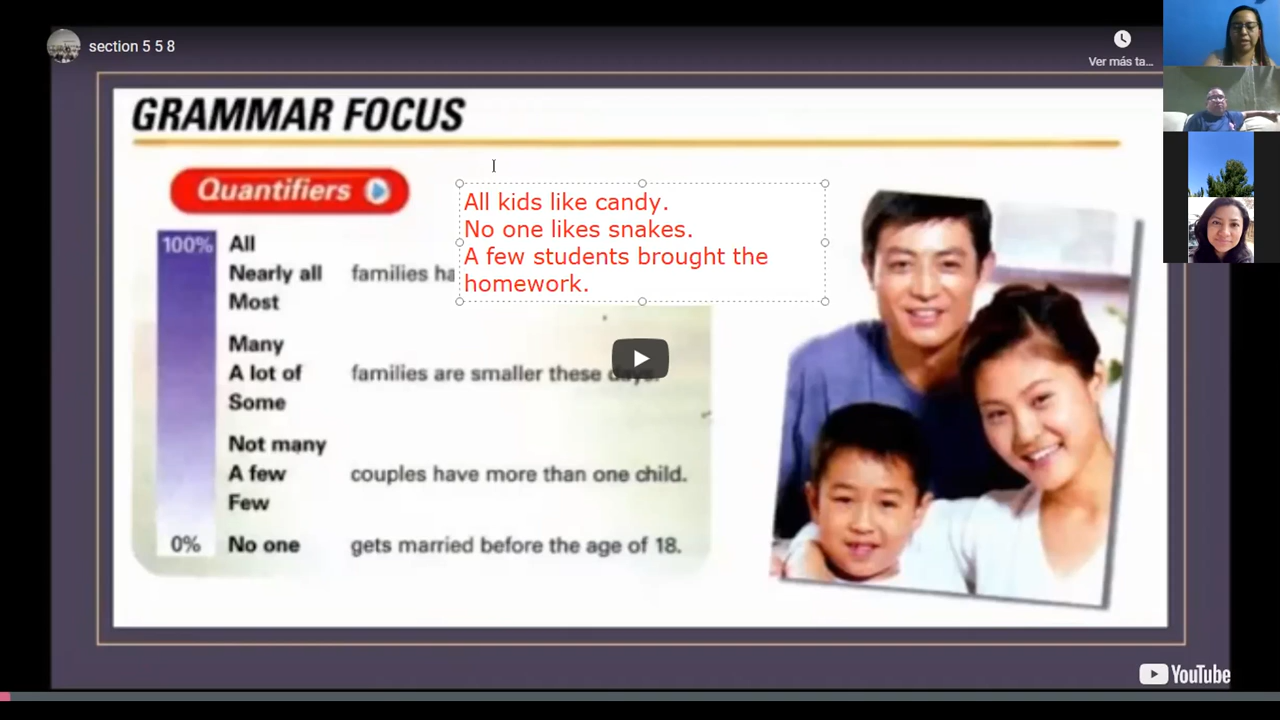 section 5 5 8
Ver más ta...
GRAMMAR FOCUS
Quantifiers
All kids like candy.
No one likes snakes.
A few students brought the
homework.
100% All
Nearly all families ha
Most
Many
A lot of families are smaller these days.
Some
Not many
A few couples have more than one child.
Few
0% No one gets married before the age of 18.
YouTube